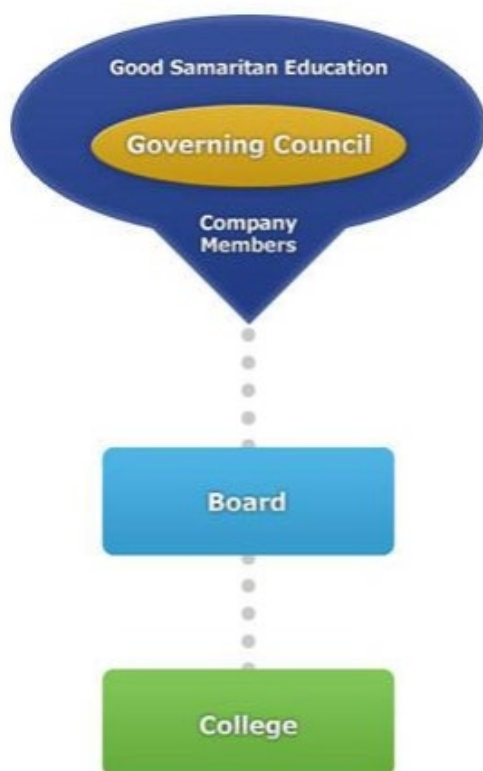 Good Samaritan Education
Governing Council
Company
Members
Board
College